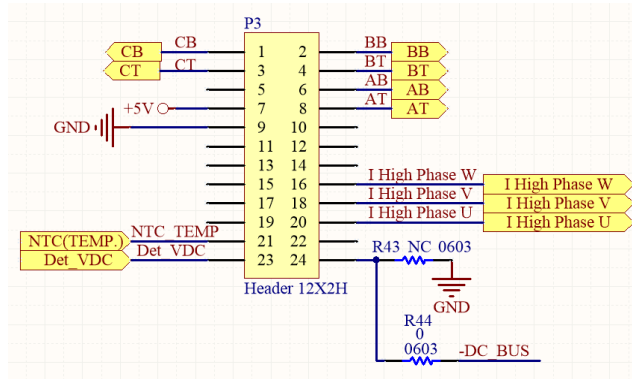 P3
CB CB 1 2 BB BB
CT CT 3 4 BT BT
5 6 AB AB
+5V 7 8 AT AT
GND 9 10
11 12
13 14
15 16 I High Phase W I High Phase W
17 18 I High Phase V I High Phase V
19 20 I High Phase U I High Phase U
NTC(TEMP.) NTC_TEMP 21 22
Det_VDC Det_VDC 23 24 R43 NC 0603
Header 12X2H
GND
R44
0
0603 -DC_BUS